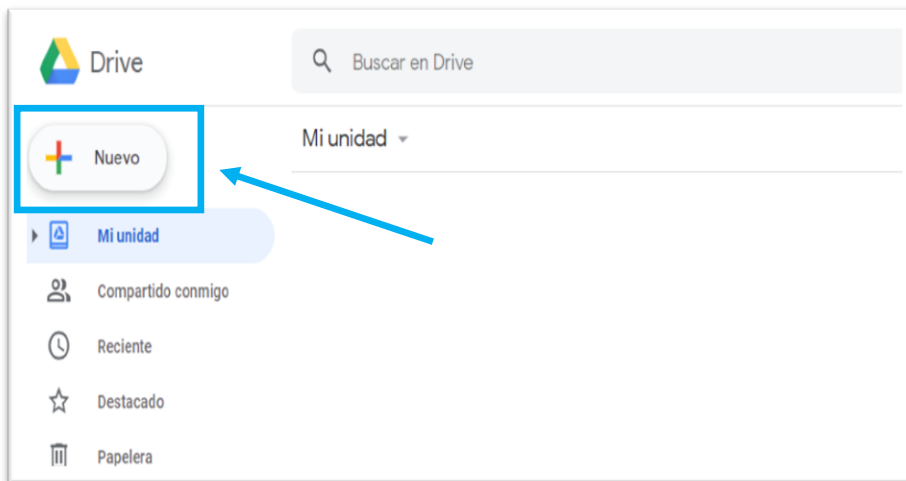 Drive
Buscar en Drive
Nuevo
Mi unidad
Mi unidad
Compartido conmigo
Reciente
Destacado
Papelera